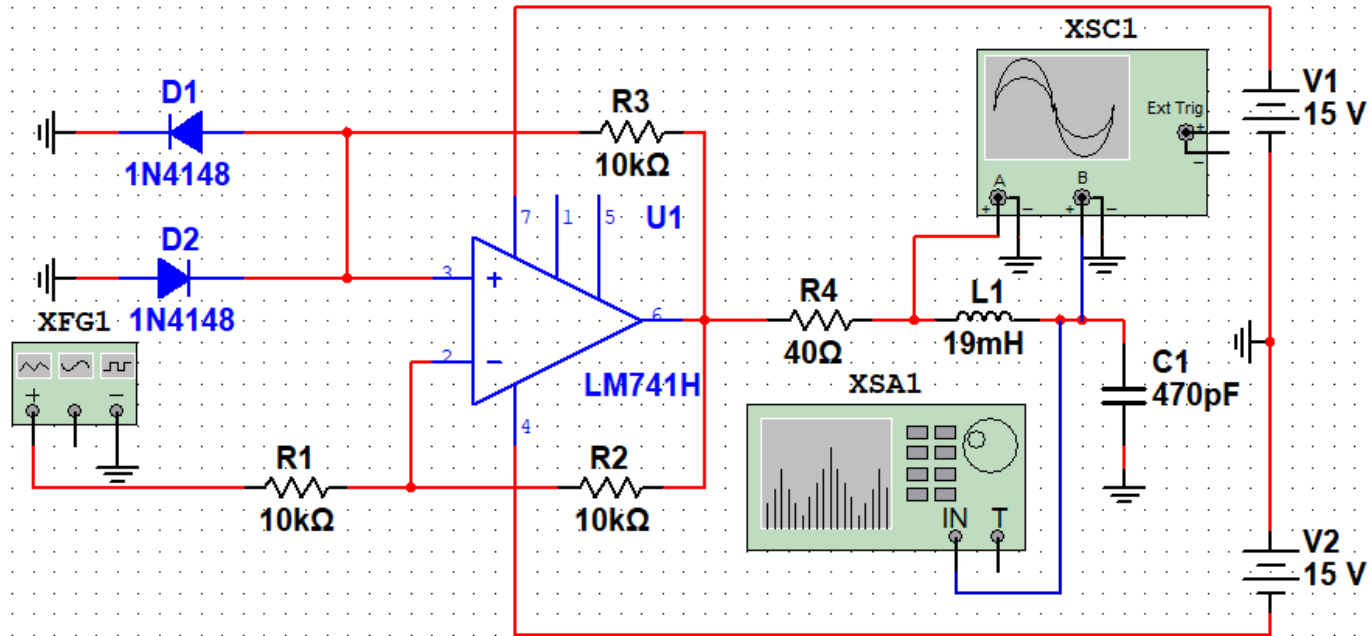 XSC1
D1
1N4148
R3
10kΩ
V1
15 V
Ext Trig
+
−
A
B
+ − + −
7 1 5
U1
D2
1N4148
3
+
6
2
−
LM741H
4
XFG1
+ −
R4
40Ω
L1
19mH
C1
470pF
XSA1
IN T
R1
10kΩ
R2
10kΩ
V2
15 V